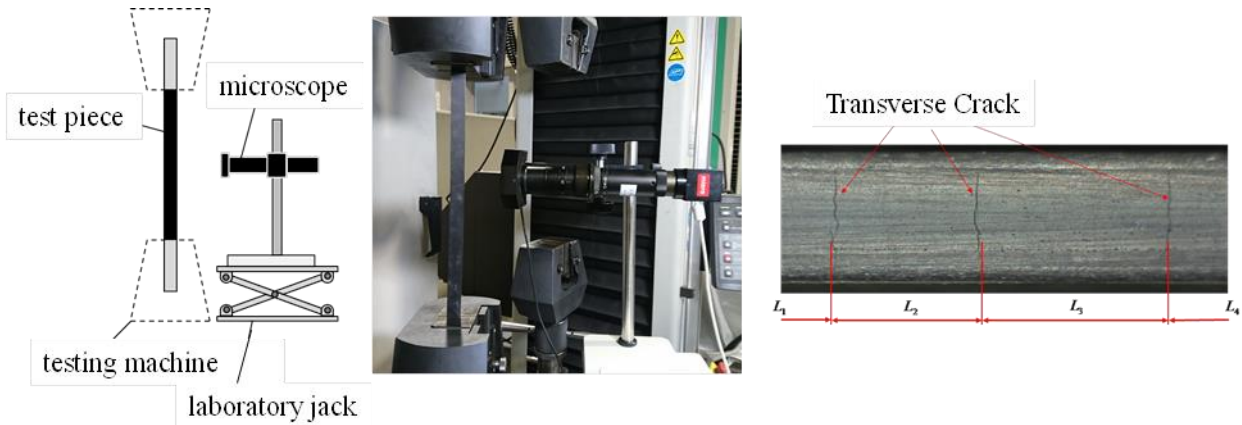 test piece
microscope
testing machine
laboratory jack
Transverse Crack
L₁
L₂
L₃
L₄